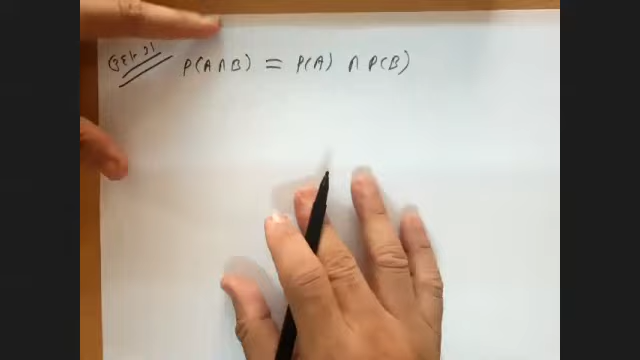 P(A ∩ B) = P(A) ∩ P(B)